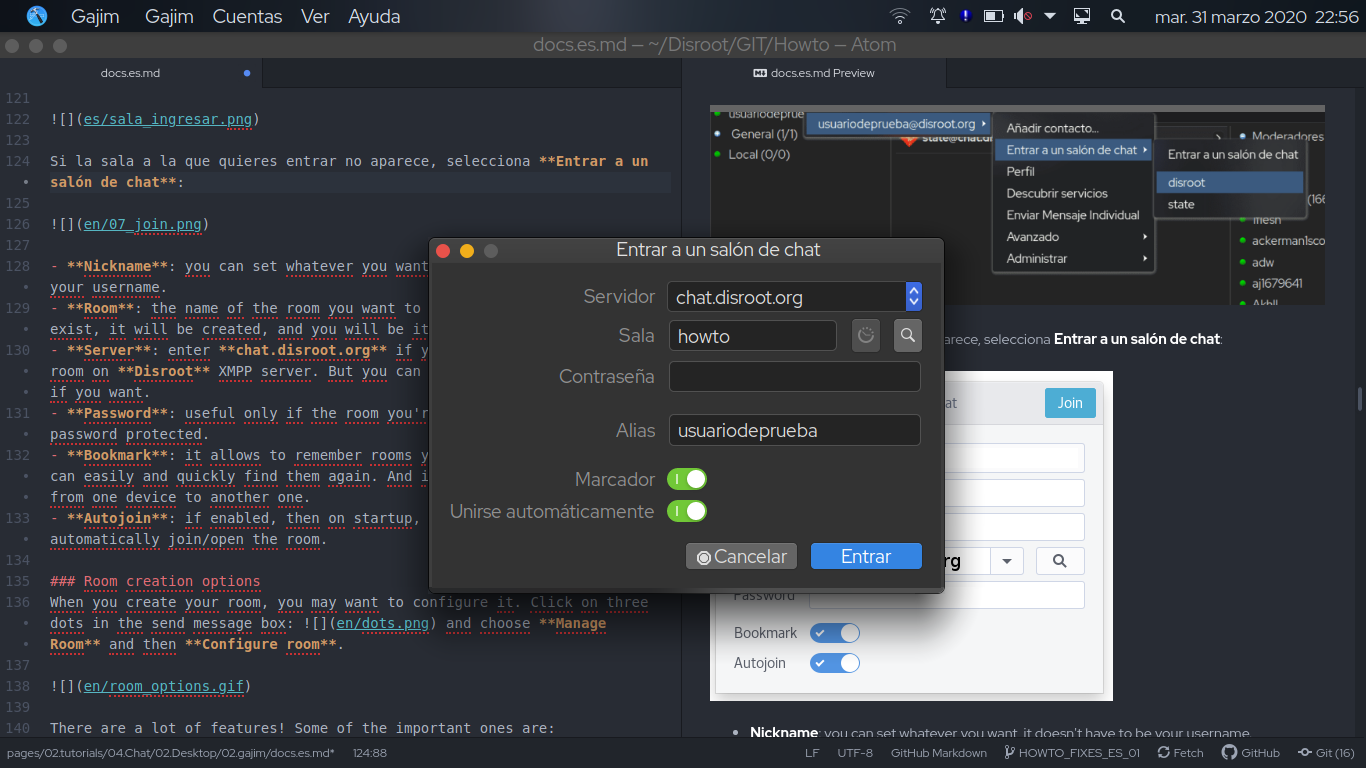 Gajim Gajim Cuentas Ver Ayuda mar. 31 marzo 2020 22:56
docs.es.md — ~/Disroot/GIT/Howto — Atom
docs.es.md
docs.es.md Preview
121
122 ![](es/sala_ingresar.png)
123
124 Si la sala a la que quieres entrar no aparece, selecciona **Entrar a un
salón de chat**:
125
126 ![](en/07_join.png)
127
128 - **Nickname**: you can set whatever you want
your username.
129 - **Room**: the name of the room you want to
exist, it will be created, and you will be it
130 - **Server**: enter **chat.disroot.org** if y
room on **Disroot** XMPP server. But you can
if you want.
131 - **Password**: useful only if the room you'r
password protected.
132 - **Bookmark**: it allows to remember rooms y
can easily and quickly find them again. And i
from one device to another one.
133 - **Autojoin**: if enabled, then on startup,
automatically join/open the room.
134
135 ### Room creation options
136 When you create your room, you may want to configure it. Click on three
dots in the send message box: ![](en/dots.png) and choose **Manage
Room** and then **Configure room**.
137
138 ![](en/room_options.gif)
139
140 There are a lot of features! Some of the important ones are:
Entrar a un salón de chat
Servidor chat.disroot.org
Sala howto
Contraseña
Alias usuariodeprueba
Marcador
Unirse automáticamente
Cancelar Entrar
usuariodeprue
General (1/1)
Local (0/0)
usuariodeprueba@disroot.org
Añadir contacto...
Entrar a un salón de chat
Perfil
Descubrir servicios
Enviar Mensaje Individual
Avanzado
Administrar
Entrar a un salón de chat
disroot
state
Moderadores
(166
ackerman1sco
adw
aj1679641
Akhll
arece, selecciona Entrar a un salón de chat:
at Join
rg
Password
Bookmark
Autojoin
• Nickname: you can set whatever you want, it doesn't have to be your username.
pages/02.tutorials/04.Chat/02.Desktop/02.gajim/docs.es.md* 124:88 LF UTF-8 GitHub Markdown HOWTO_FIXES_ES_01 Fetch GitHub Git (16)